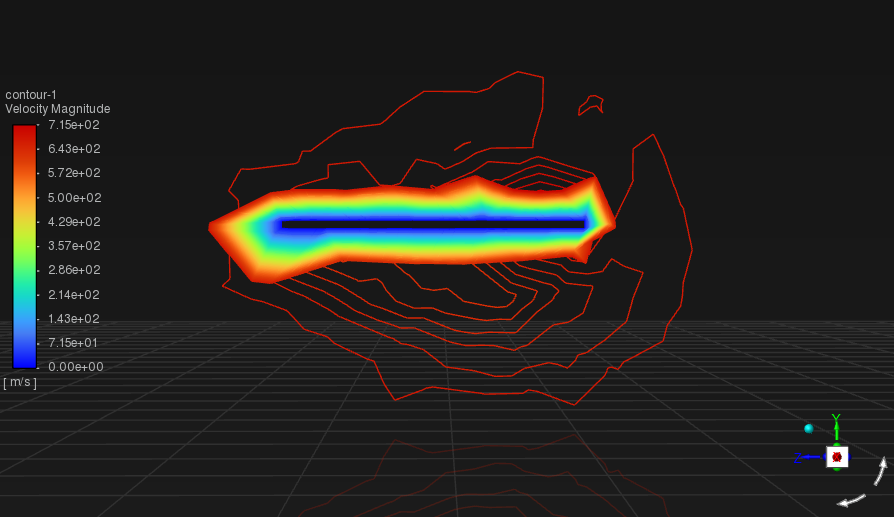 contour-1
Velocity Magnitude
7.15e+02
6.43e+02
5.72e+02
5.00e+02
4.29e+02
3.57e+02
2.86e+02
2.14e+02
1.43e+02
7.15e+01
0.00e+00
[ m/s ]
Y
Z